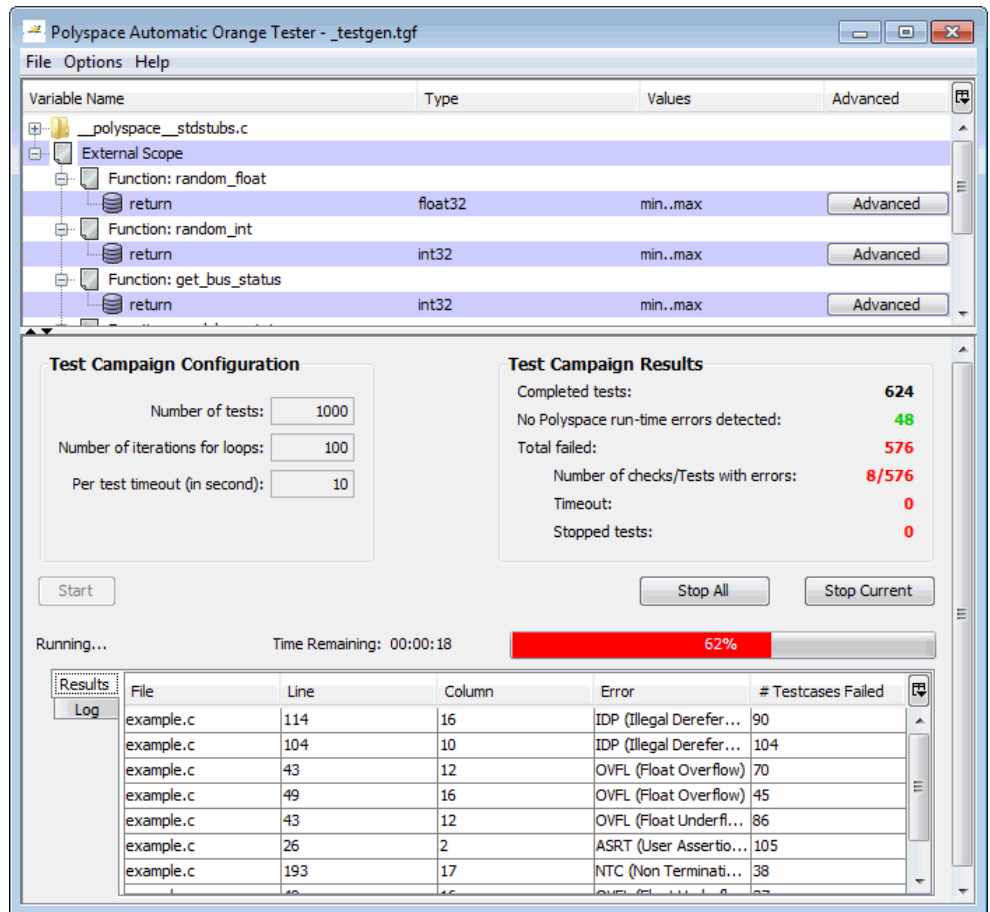 Polyspace Automatic Orange Tester - _testgen.tgf
File Options Help
Variable Name Type Values Advanced
__polyspace__stdstubs.c
External Scope
Function: random_float
return float32 min..max Advanced
Function: random_int
return int32 min..max Advanced
Function: get_bus_status
return int32 min..max Advanced
Test Campaign Configuration
Number of tests: 1000
Number of iterations for loops: 100
Per test timeout (in second): 10
Test Campaign Results
Completed tests: 624
No Polyspace run-time errors detected: 48
Total failed: 576
Number of checks/Tests with errors: 8/576
Timeout: 0
Stopped tests: 0
Start Stop All Stop Current
Running... Time Remaining: 00:00:18 62%
Results
Log
File Line Column Error # Testcases Failed
example.c 114 16 IDP (Illegal Derefer... 90
example.c 104 10 IDP (Illegal Derefer... 104
example.c 43 12 OVFL (Float Overflow) 70
example.c 49 16 OVFL (Float Overflow) 45
example.c 43 12 OVFL (Float Underfl... 86
example.c 26 2 ASRT (User Assertio... 105
example.c 193 17 NTC (Non Terminati... 38